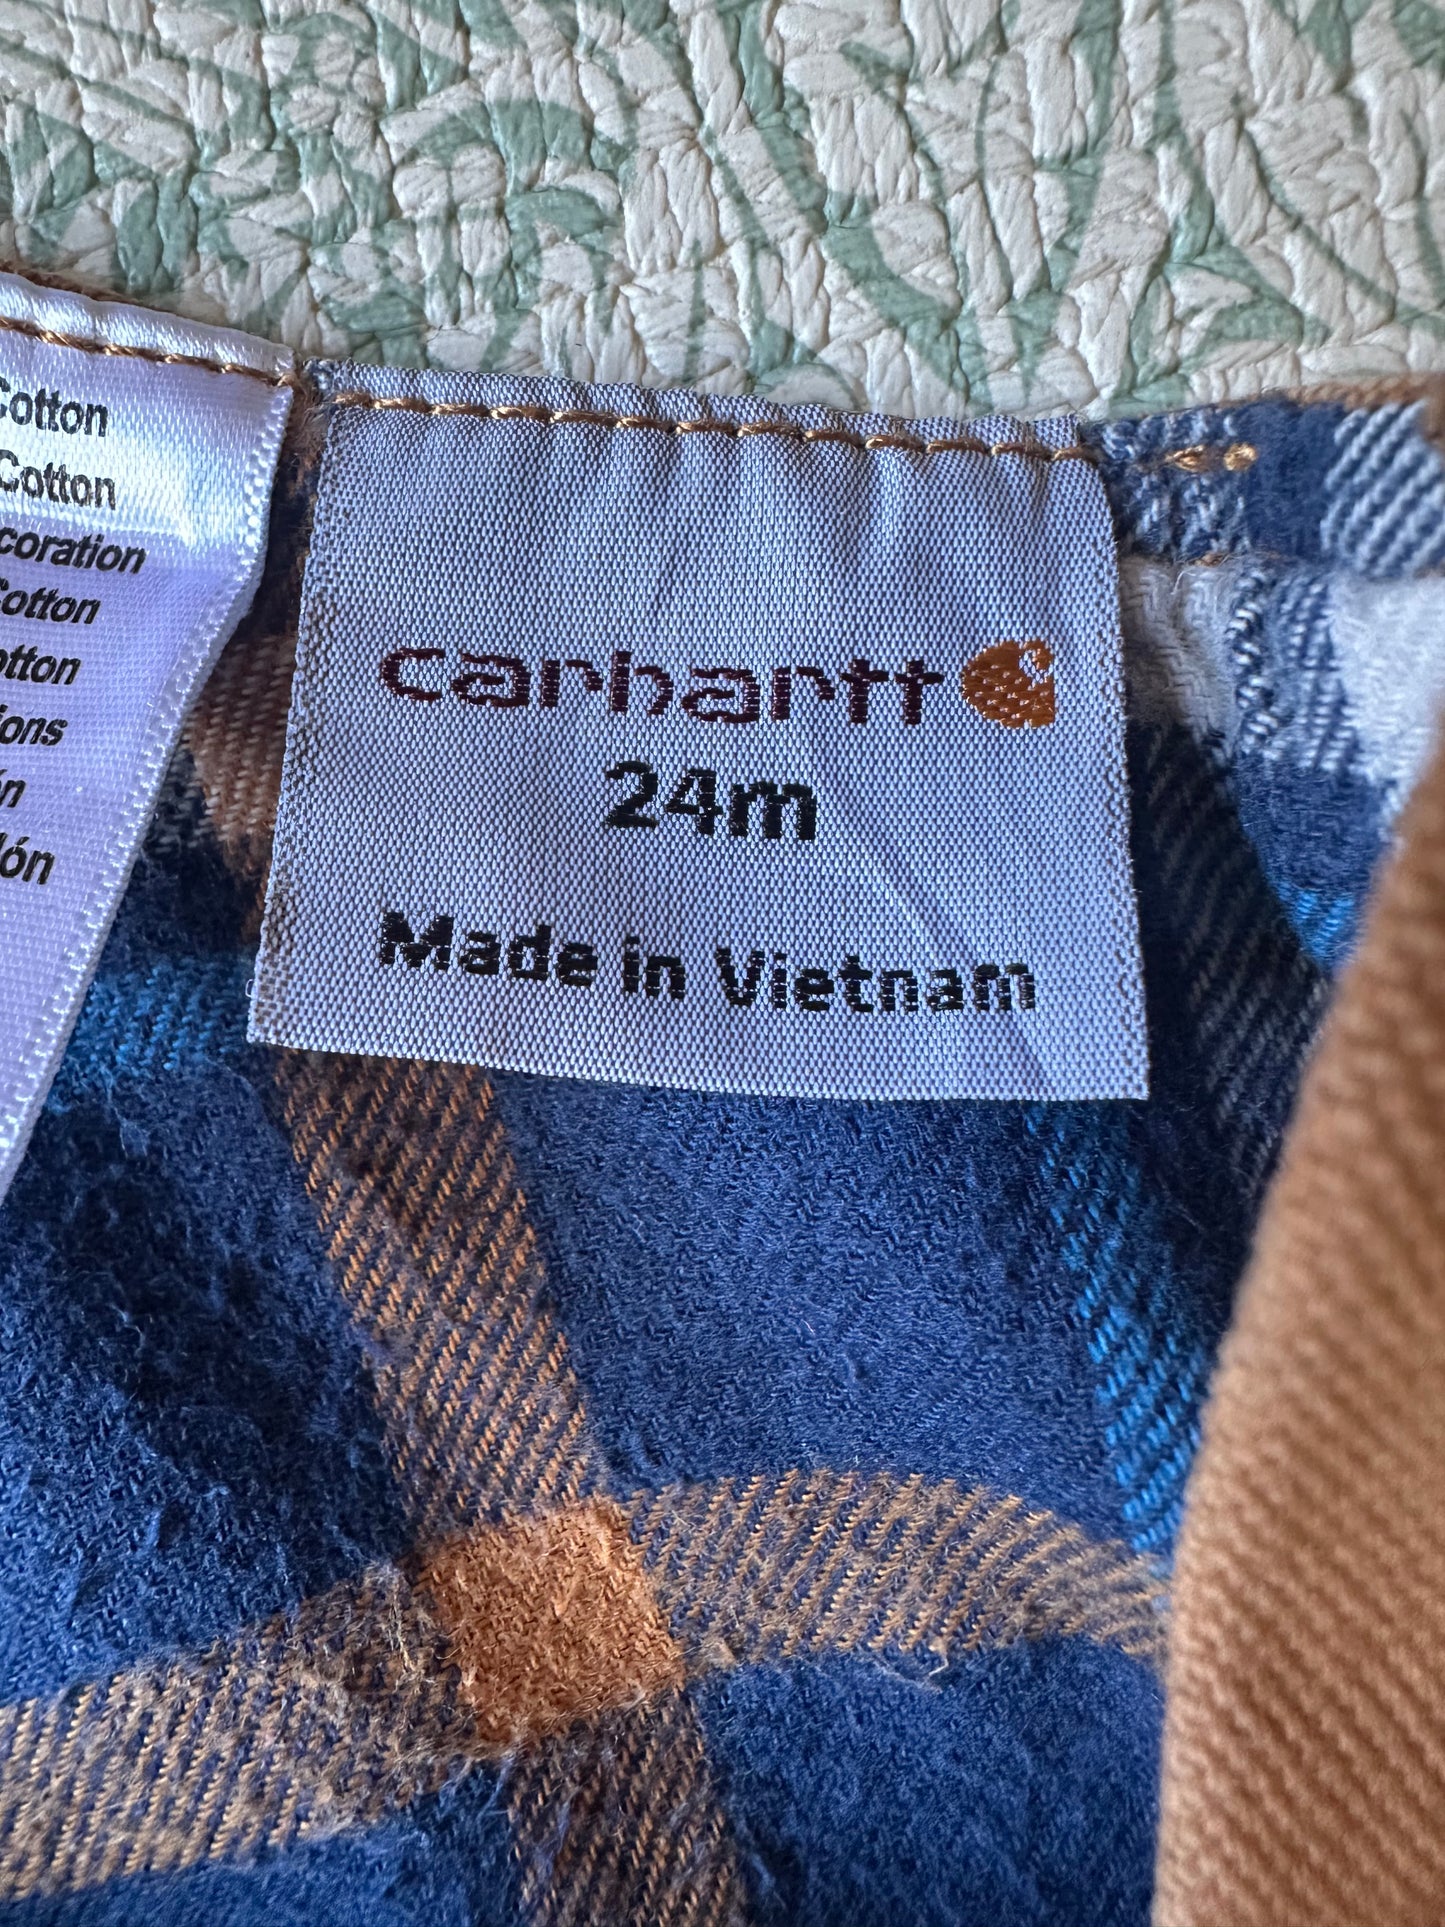 Cotton
Cotton
coration
Cotton
otton
ions
ón
lón
carhartt
24m
Made in Vietnam